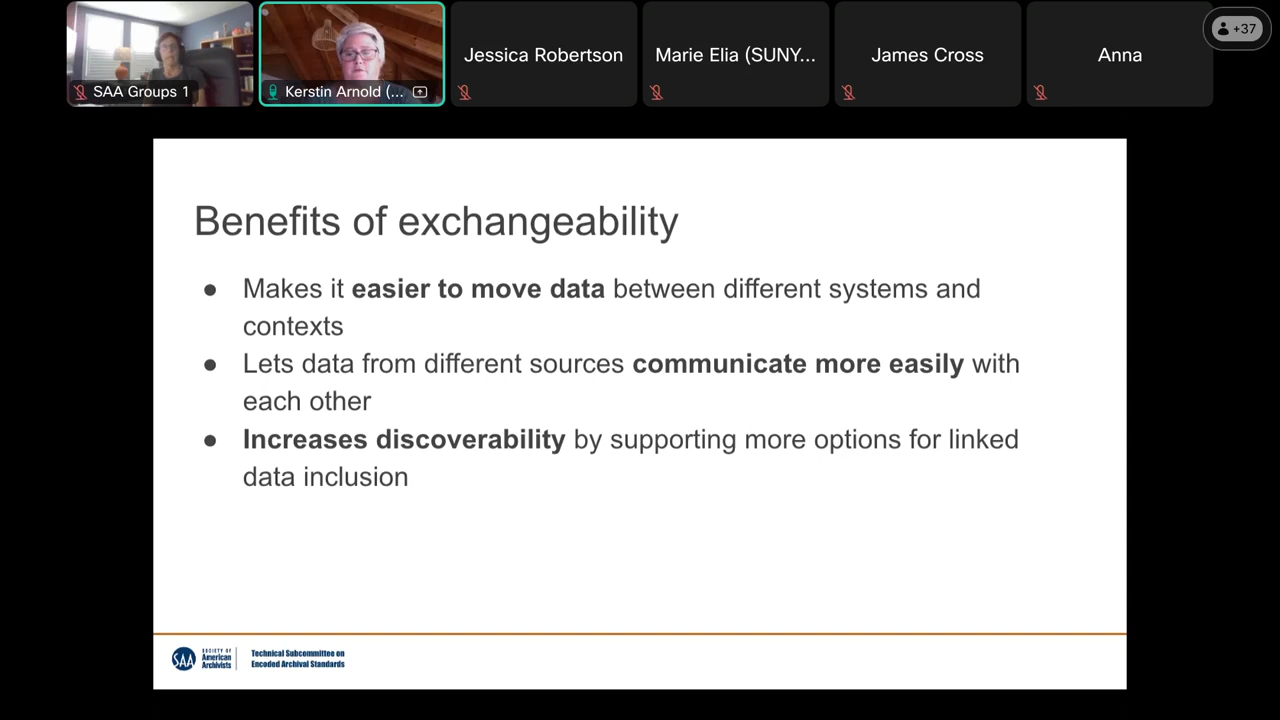 SAA Groups 1
Kerstin Arnold (...
Jessica Robertson
Marie Elia (SUNY...
James Cross
Anna
+37
Benefits of exchangeability
● Makes it easier to move data between different systems and
contexts
● Lets data from different sources communicate more easily with
each other
● Increases discoverability by supporting more options for linked
data inclusion
SAA
SOCIETY OF
American
Archivists
Technical Subcommittee on
Encoded Archival Standards